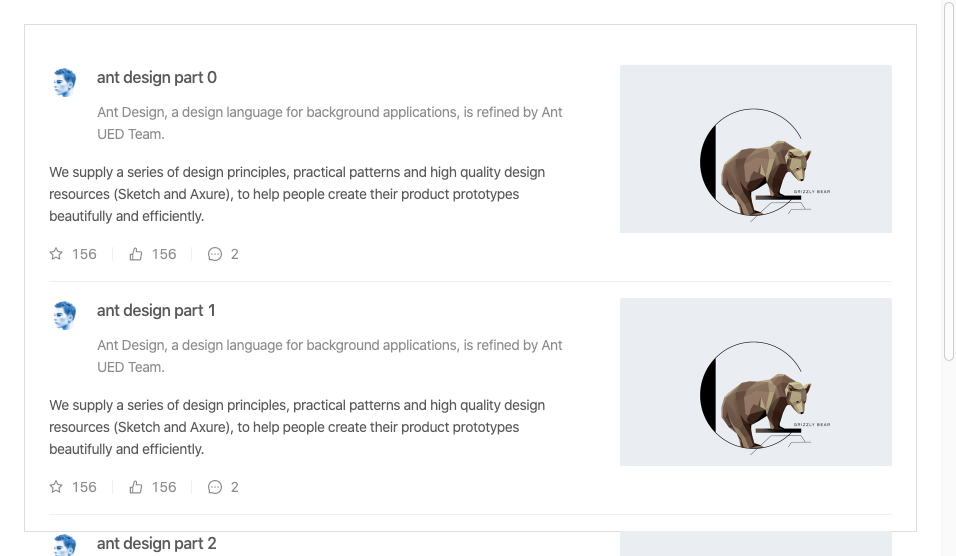 ant design part 0
Ant Design, a design language for background applications, is refined by Ant
UED Team.
We supply a series of design principles, practical patterns and high quality design
resources (Sketch and Axure), to help people create their product prototypes
beautifully and efficiently.
156 156 2
GRIZZLY BEAR
ant design part 1
Ant Design, a design language for background applications, is refined by Ant
UED Team.
We supply a series of design principles, practical patterns and high quality design
resources (Sketch and Axure), to help people create their product prototypes
beautifully and efficiently.
156 156 2
GRIZZLY BEAR
ant design part 2